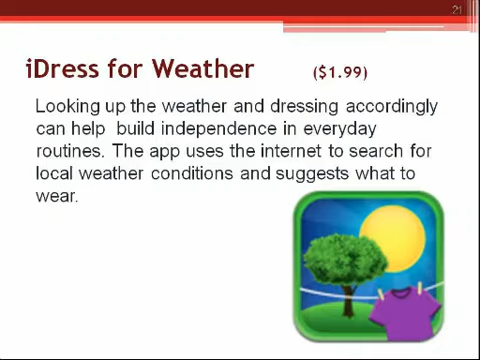 21
iDress for Weather ($1.99)
Looking up the weather and dressing accordingly
can help build independence in everyday
routines. The app uses the internet to search for
local weather conditions and suggests what to
wear.